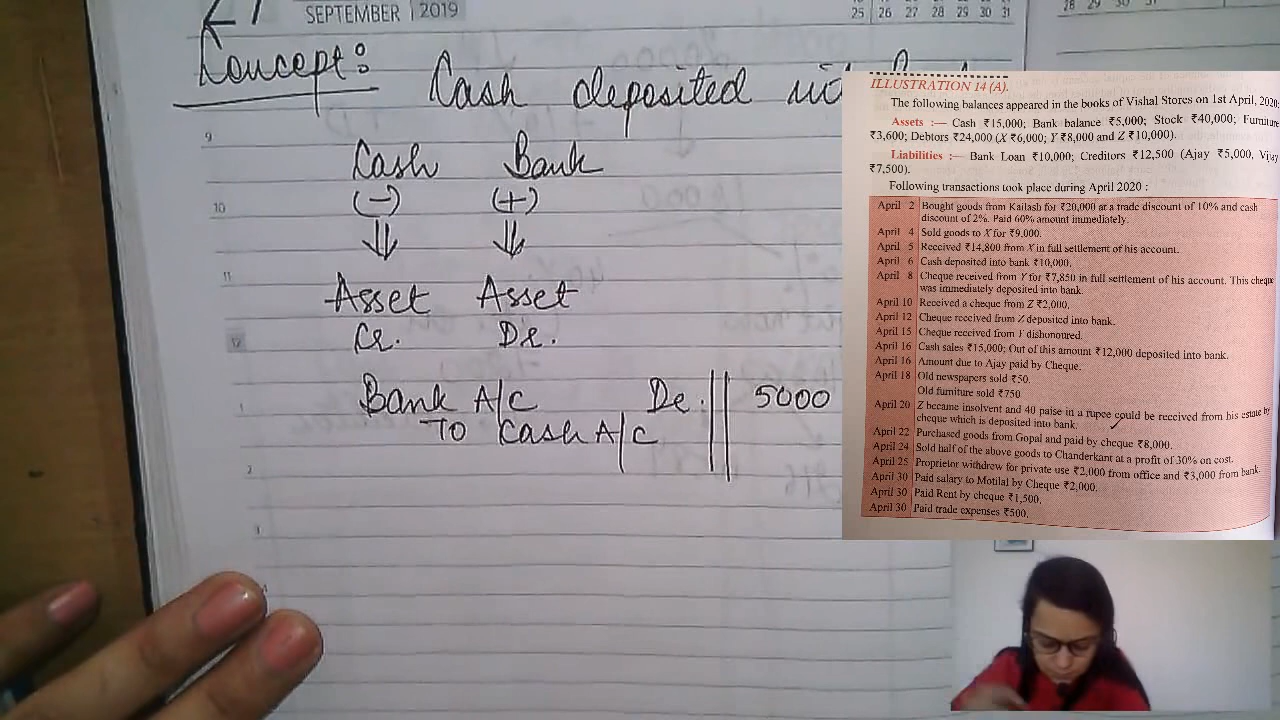 SEPTEMBER | 2019
25 26 27 28 29 30 31
28 29 30 31
Concept:
Cash deposited
9
Cash Bank
(-) (+)
10
11
Asset Asset
12
Cr. Dr.
1
Bank A/c Dr. 5000
To Cash A/c
2
ILLUSTRATION 14 (A).
The following balances appeared in the books of Vishal Stores on 1st April, 2020
Assets :— Cash ₹15,000; Bank balance ₹5,000; Stock ₹40,000; Furniture
₹3,600; Debtors ₹24,000 (X ₹6,000; Y ₹8,000 and Z ₹10,000).
Liabilities :— Bank Loan ₹10,000; Creditors ₹12,500 (Ajay ₹5,000, Vijay
₹7,500).
Following transactions took place during April 2020 :
April 2 Bought goods from Kailash for ₹20,000 at a trade discount of 10% and cash
discount of 2%. Paid 60% amount immediately.
April 4 Sold goods to X for ₹9,000.
April 5 Received ₹14,800 from X in full settlement of his account.
April 6 Cash deposited into bank ₹10,000.
April 8 Cheque received from Y for ₹7,850 in full settlement of his account. This cheque
was immediately deposited into bank.
April 10 Received a cheque from Z ₹2,000.
April 12 Cheque received from Z deposited into bank.
April 15 Cheque received from Y dishonoured.
April 16 Cash sales ₹15,000; Out of this amount ₹12,000 deposited into bank.
April 16 Amount due to Ajay paid by Cheque.
April 18 Old newspapers sold ₹50.
Old furniture sold ₹750
April 20 Z became insolvent and 40 paise in a rupee could be received from his estate by
cheque which is deposited into bank.
April 22 Purchased goods from Gopal and paid by cheque ₹8,000.
April 24 Sold half of the above goods to Chanderkant at a profit of 30% on cost.
April 25 Proprietor withdrew for private use ₹2,000 from office and ₹3,000 from bank.
April 30 Paid salary to Motilal by Cheque ₹2,000.
April 30 Paid Rent by cheque ₹1,500.
April 30 Paid trade expenses ₹500.